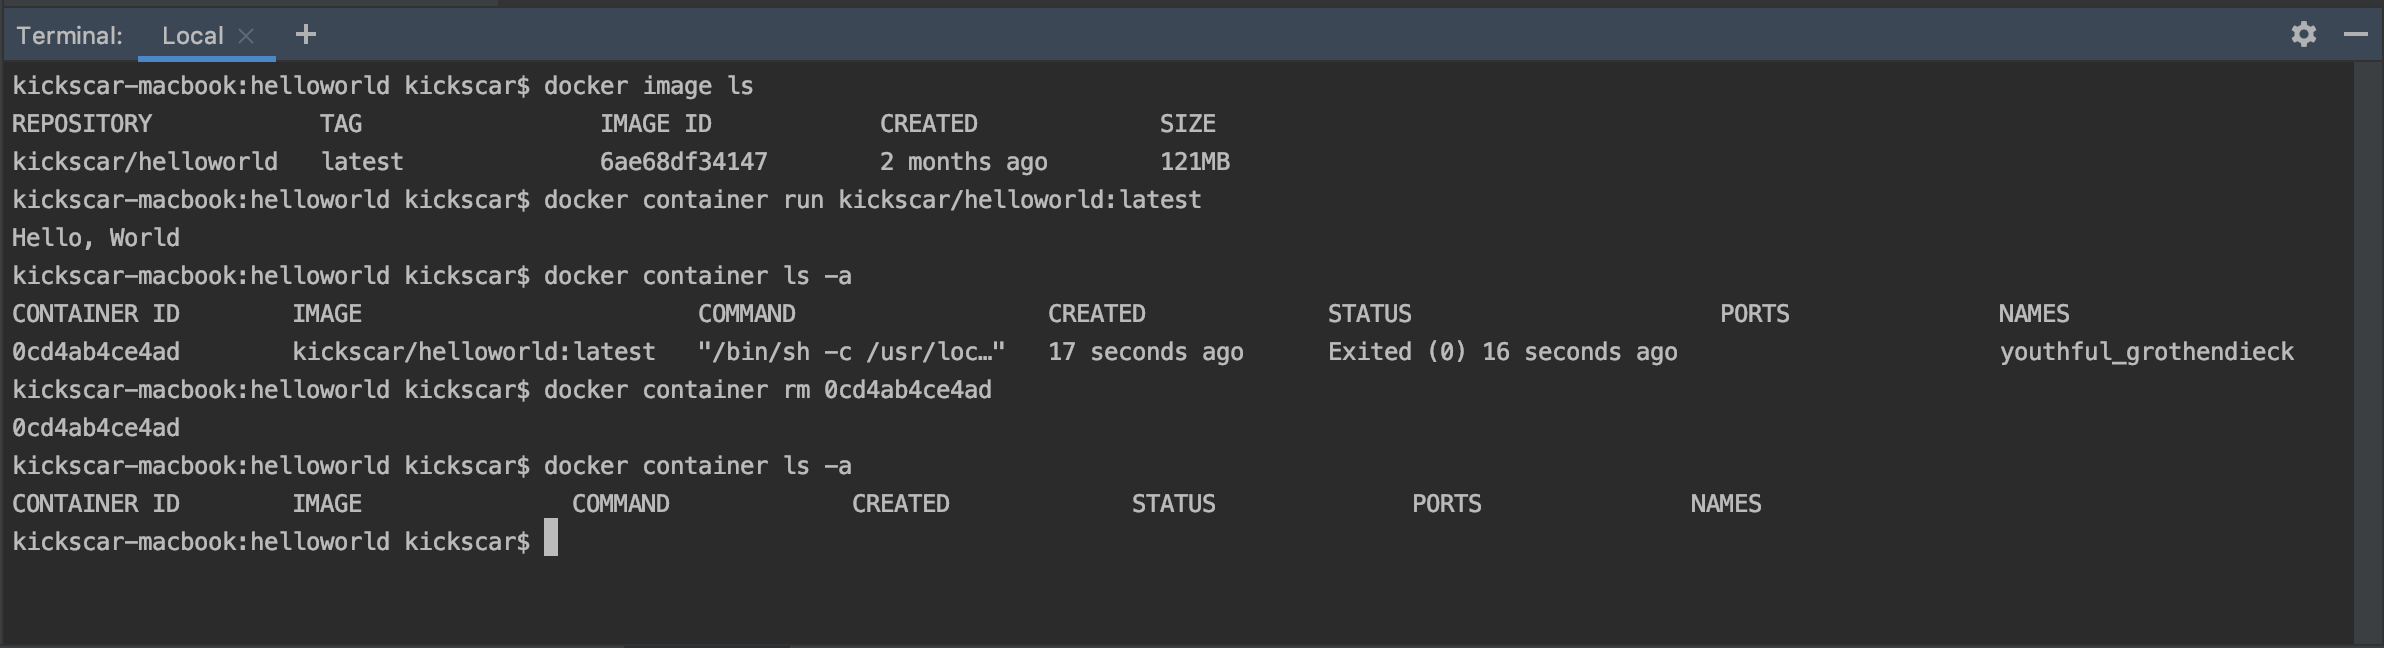 Terminal: Local × +
kickscar-macbook:helloworld kickscar$ docker image ls
REPOSITORY TAG IMAGE ID CREATED SIZE
kickscar/helloworld latest 6ae68df34147 2 months ago 121MB
kickscar-macbook:helloworld kickscar$ docker container run kickscar/helloworld:latest
Hello, World
kickscar-macbook:helloworld kickscar$ docker container ls -a
CONTAINER ID IMAGE COMMAND CREATED STATUS PORTS NAMES
0cd4ab4ce4ad kickscar/helloworld:latest "/bin/sh -c /usr/loc…" 17 seconds ago Exited (0) 16 seconds ago youthful_grothendieck
kickscar-macbook:helloworld kickscar$ docker container rm 0cd4ab4ce4ad
0cd4ab4ce4ad
kickscar-macbook:helloworld kickscar$ docker container ls -a
CONTAINER ID IMAGE COMMAND CREATED STATUS PORTS NAMES
kickscar-macbook:helloworld kickscar$